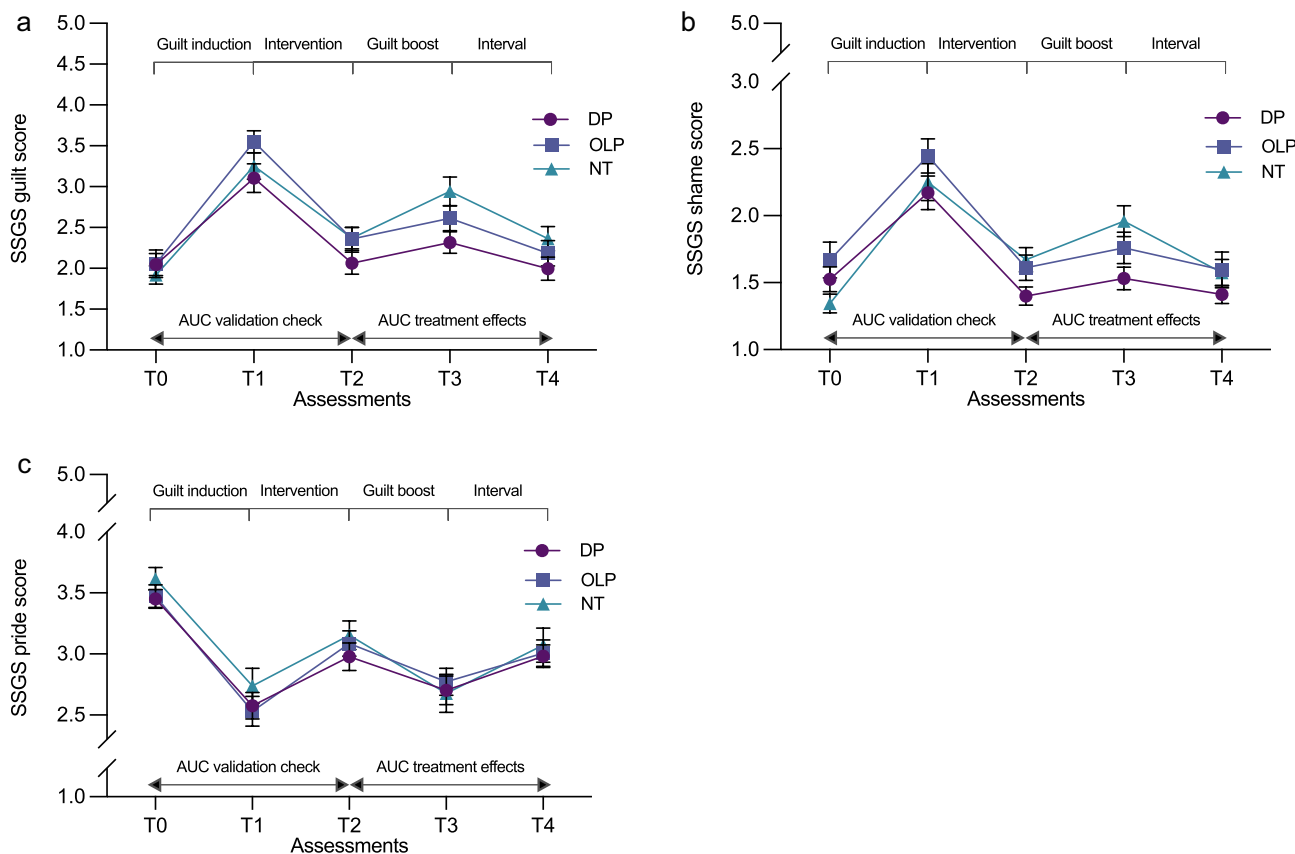 a
5.0
4.5
4.0
3.5
3.0
2.5
2.0
1.5
1.0
SSGS guilt score
Guilt induction Intervention Guilt boost Interval
DP
OLP
NT
AUC validation check AUC treatment effects
T0 T1 T2 T3 T4
Assessments
b
5.0
3.0
2.5
2.0
1.5
1.0
SSGS shame score
Guilt induction Intervention Guilt boost Interval
DP
OLP
NT
AUC validation check AUC treatment effects
T0 T1 T2 T3 T4
Assessments
c
5.0
4.0
3.5
3.0
2.5
1.0
SSGS pride score
Guilt induction Intervention Guilt boost Interval
DP
OLP
NT
AUC validation check AUC treatment effects
T0 T1 T2 T3 T4
Assessments